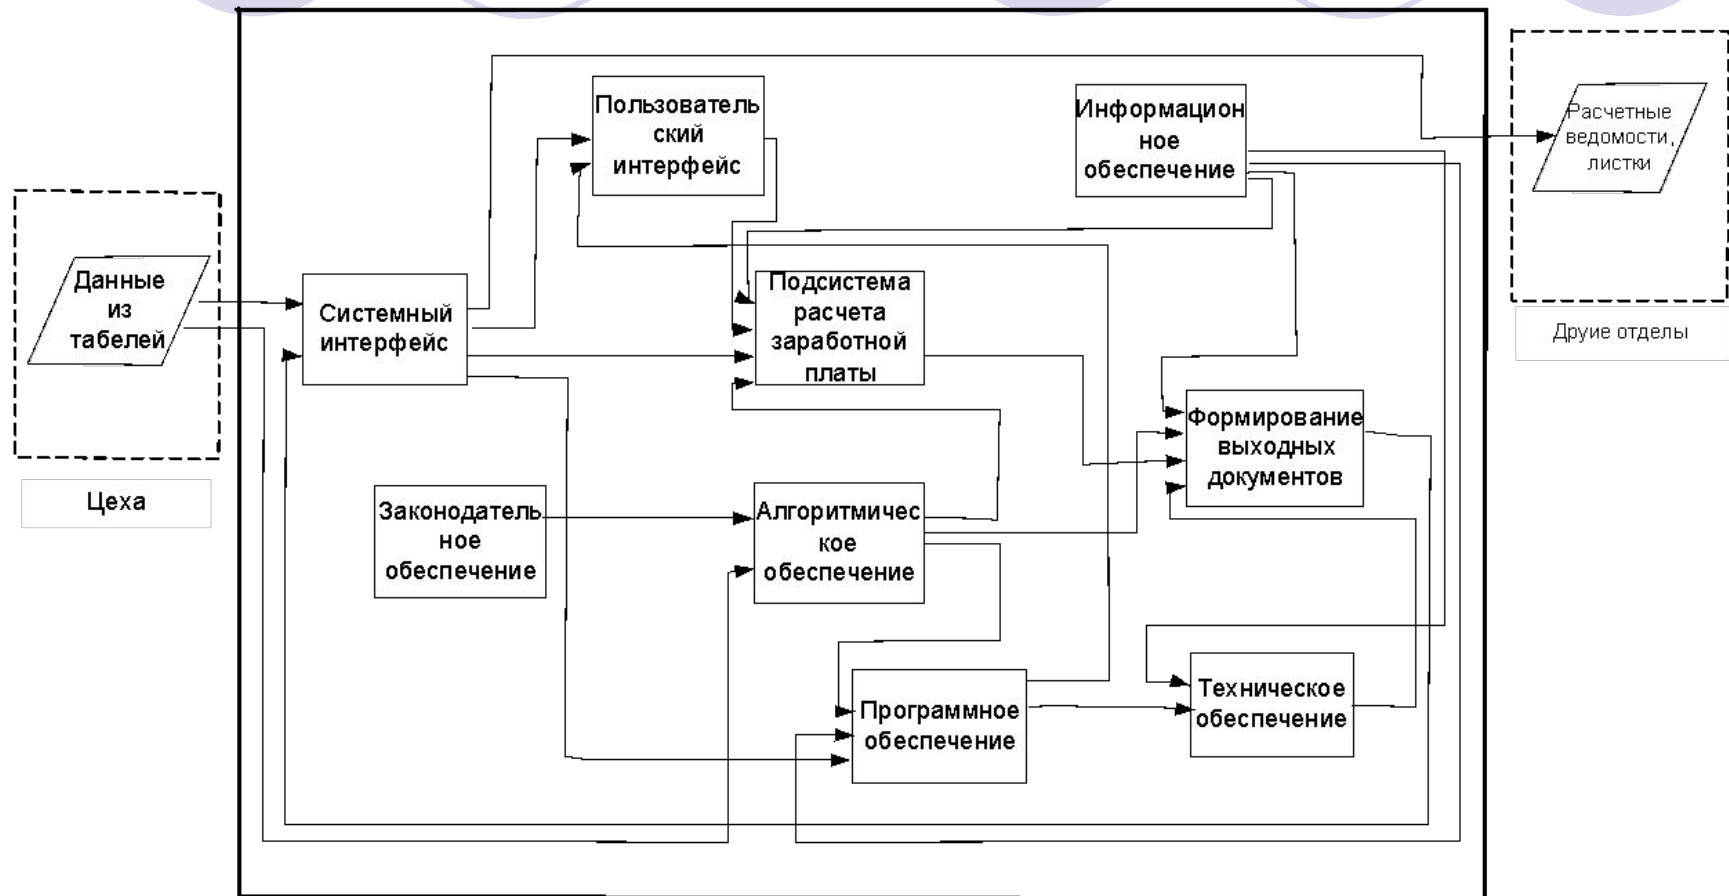 Пользователь
ский
интерфейс
Информацион
ное
обеспечение
Расчетные
ведомости,
листки
Данные
из
табелей
Системный
интерфейс
Подсистема
расчета
заработной
платы
Друие отделы
Формирование
выходных
документов
Цеха
Законодатель
ное
обеспечение
Алгоритмичес
кое
обеспечение
Программное
обеспечение
Техническое
обеспечение